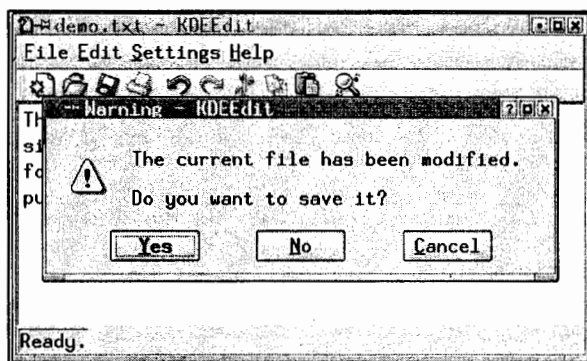 demo.txt - KDEEdit
File Edit Settings Help
Warning - KDEEdit
The current file has been modified.
Do you want to save it?
Yes No Cancel
Ready.